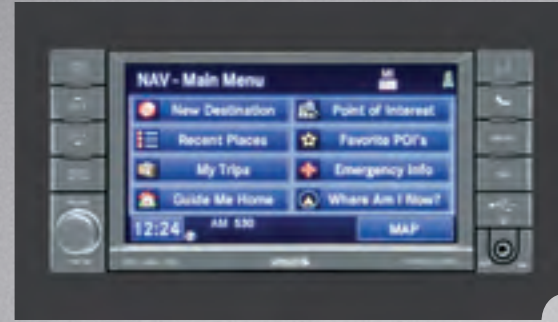 NAV - Main Menu
New Destination
Point of Interest
Recent Places
Favorite POI's
My Trips
Emergency Info
Guide Me Home
Where Am I Now?
12:24
AM 530
MAP